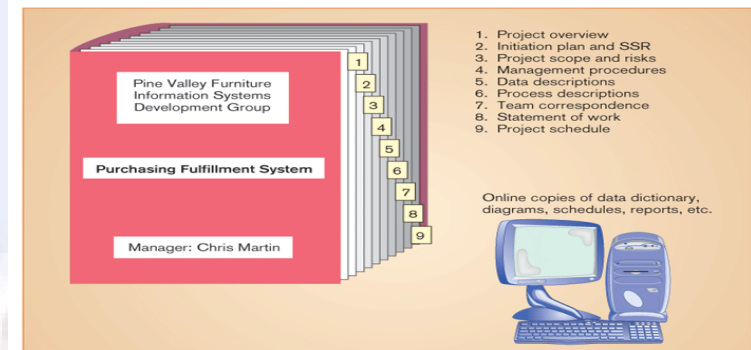 Pine Valley Furniture
Information Systems
Development Group
Purchasing Fulfillment System
Manager: Chris Martin
1
2
3
4
5
6
7
8
9
1. Project overview
2. Initiation plan and SSR
3. Project scope and risks
4. Management procedures
5. Data descriptions
6. Process descriptions
7. Team correspondence
8. Statement of work
9. Project schedule
Online copies of data dictionary,
diagrams, schedules, reports, etc.